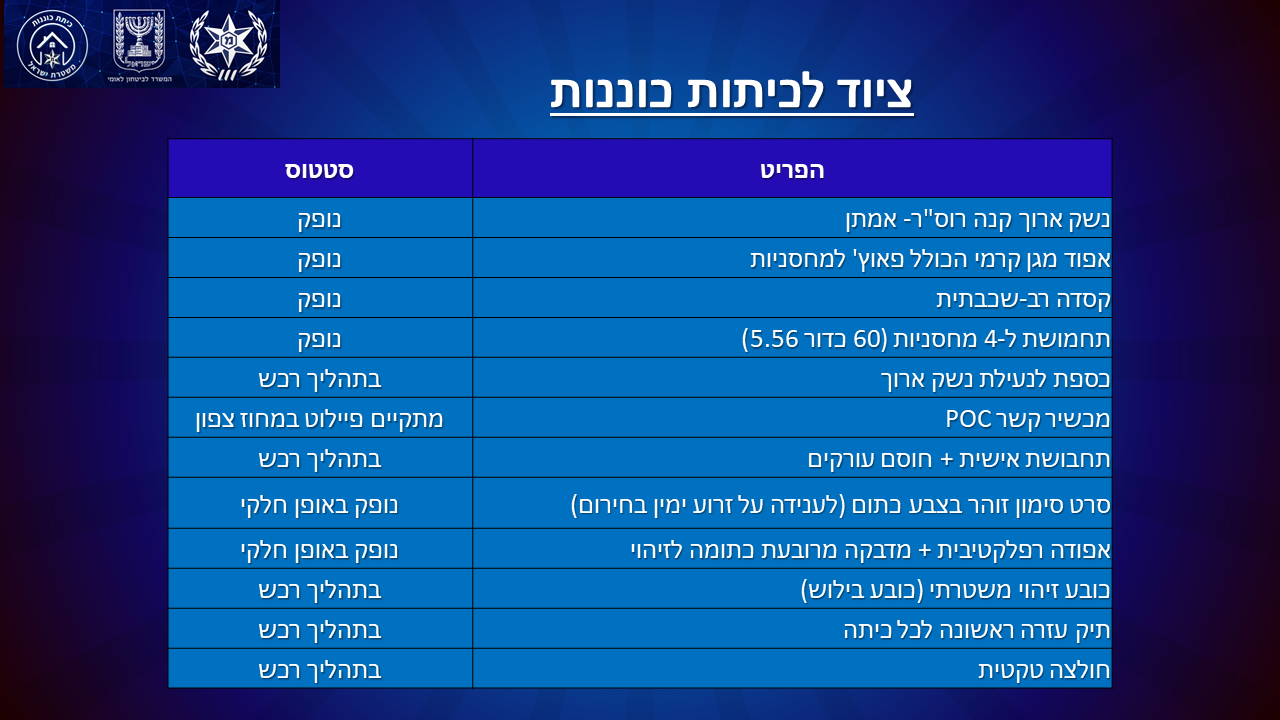 כיתת כוננות
משטרת ישראל
המשרד לביטחון לאומי
ציוד לכיתות כוננות
הפריט סטטוס
נשק ארוך קנה רוס"ר- אמתן נופק
אפוד מגן קרמי הכולל פאוץ' למחסניות נופק
קסדה רב-שכבתית נופק
תחמושת ל-4 מחסניות (60 כדור 5.56) נופק
כספת לנעילת נשק ארוך בתהליך רכש
מכשיר קשר POC מתקיים פיילוט במחוז צפון
תחבושת אישית + חוסם עורקים בתהליך רכש
סרט סימון זוהר בצבע כתום (לענידה על זרוע ימין בחירום) נופק באופן חלקי
אפודה רפלקטיבית + מדבקה מרובעת כתומה לזיהוי נופק באופן חלקי
כובע זיהוי משטרתי (כובע בילוש) בתהליך רכש
תיק עזרה ראשונה לכל כיתה בתהליך רכש
חולצה טקטית בתהליך רכש